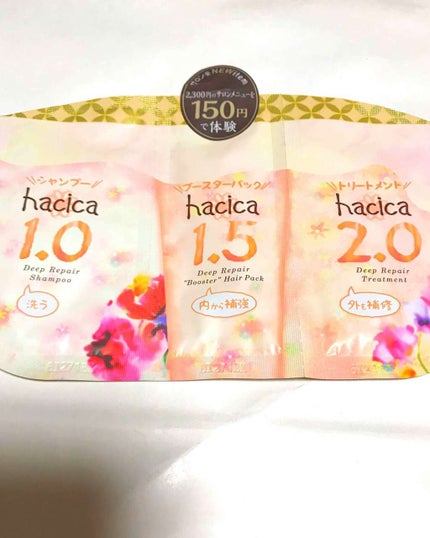 2,300円のサロンメニューを
150円
で体験
シャンプー
hacica
1.0
Deep Repair
Shampoo
洗う
ブースターパック
hacica
1.5
Deep Repair
"Booster" Hair Pack
内から補強
トリートメント
hacica
2.0
Deep Repair
Treatment
外を補修